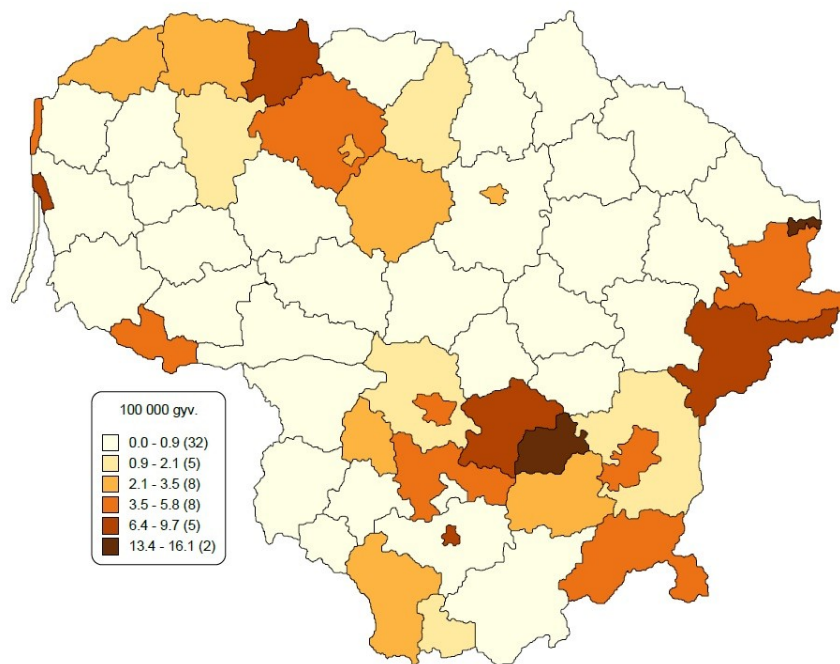 100 000 gyv.
0.0 - 0.9 (32)
0.9 - 2.1 (5)
2.1 - 3.5 (8)
3.5 - 5.8 (8)
6.4 - 9.7 (5)
13.4 - 16.1 (2)